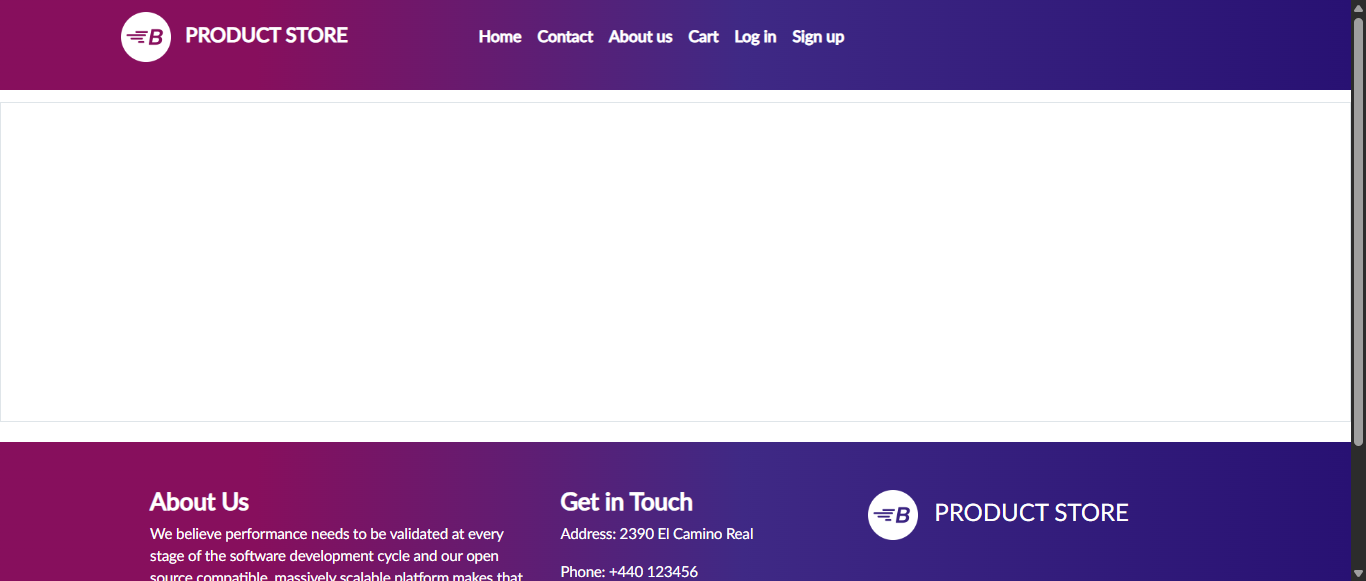 B PRODUCT STORE
Home Contact About us Cart Log in Sign up
About Us
We believe performance needs to be validated at every
stage of the software development cycle and our open
source compatible, massively scalable platform makes that
Get in Touch
Address: 2390 El Camino Real
Phone: +440 123456
B PRODUCT STORE